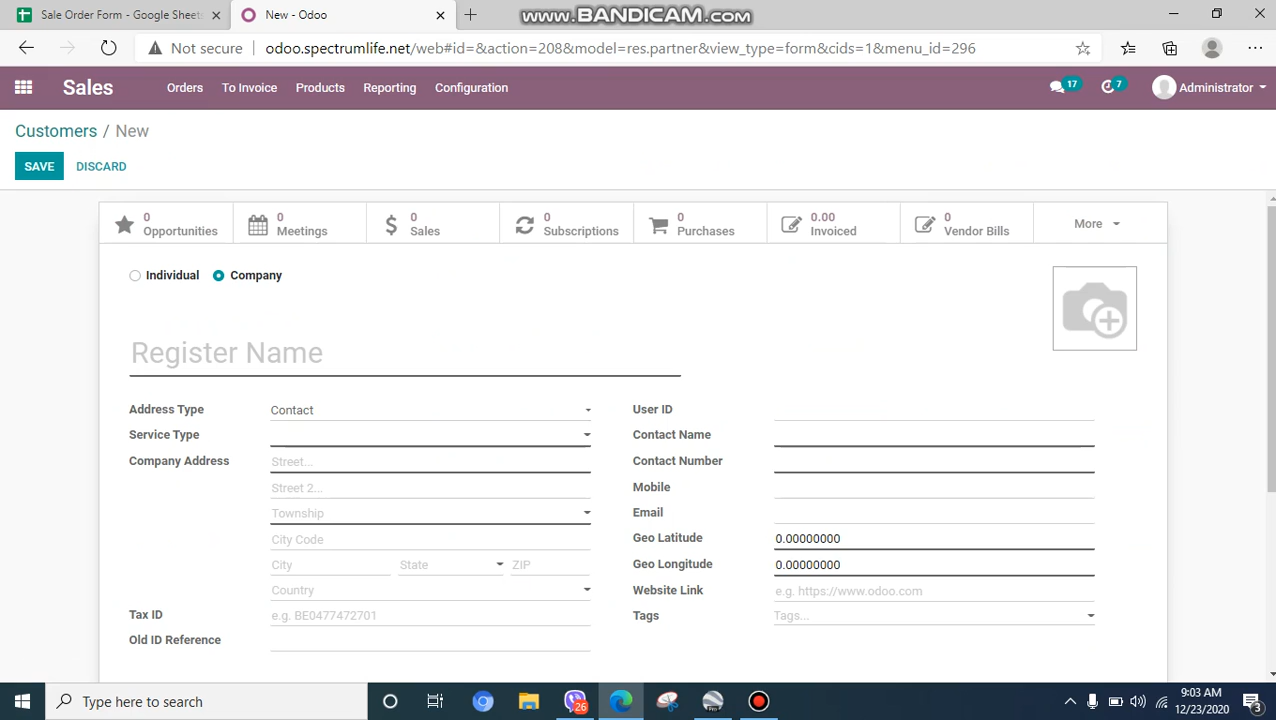 Sale Order Form - Google Sheets
New - Odoo
www.BANDICAM.com
Not secure
odoo.spectrumlife.net/web#id=&action=208&model=res.partner&view_type=form&cids=1&menu_id=296
Sales Orders To Invoice Products Reporting Configuration 17 7 Administrator
Customers / New
SAVE DISCARD
0 Opportunities
0 Meetings
0 Sales
0 Subscriptions
0 Purchases
0.00 Invoiced
0 Vendor Bills
More
Individual Company
Register Name
Address Type Contact
Service Type
Company Address Street...
Street 2...
Township
City Code
City State ZIP
Country
Tax ID e.g. BE0477472701
Old ID Reference
User ID
Contact Name
Contact Number
Mobile
Email
Geo Latitude 0.00000000
Geo Longitude 0.00000000
Website Link e.g. https://www.odoo.com
Tags Tags...
Type here to search
26
9:03 AM
12/23/2020
3